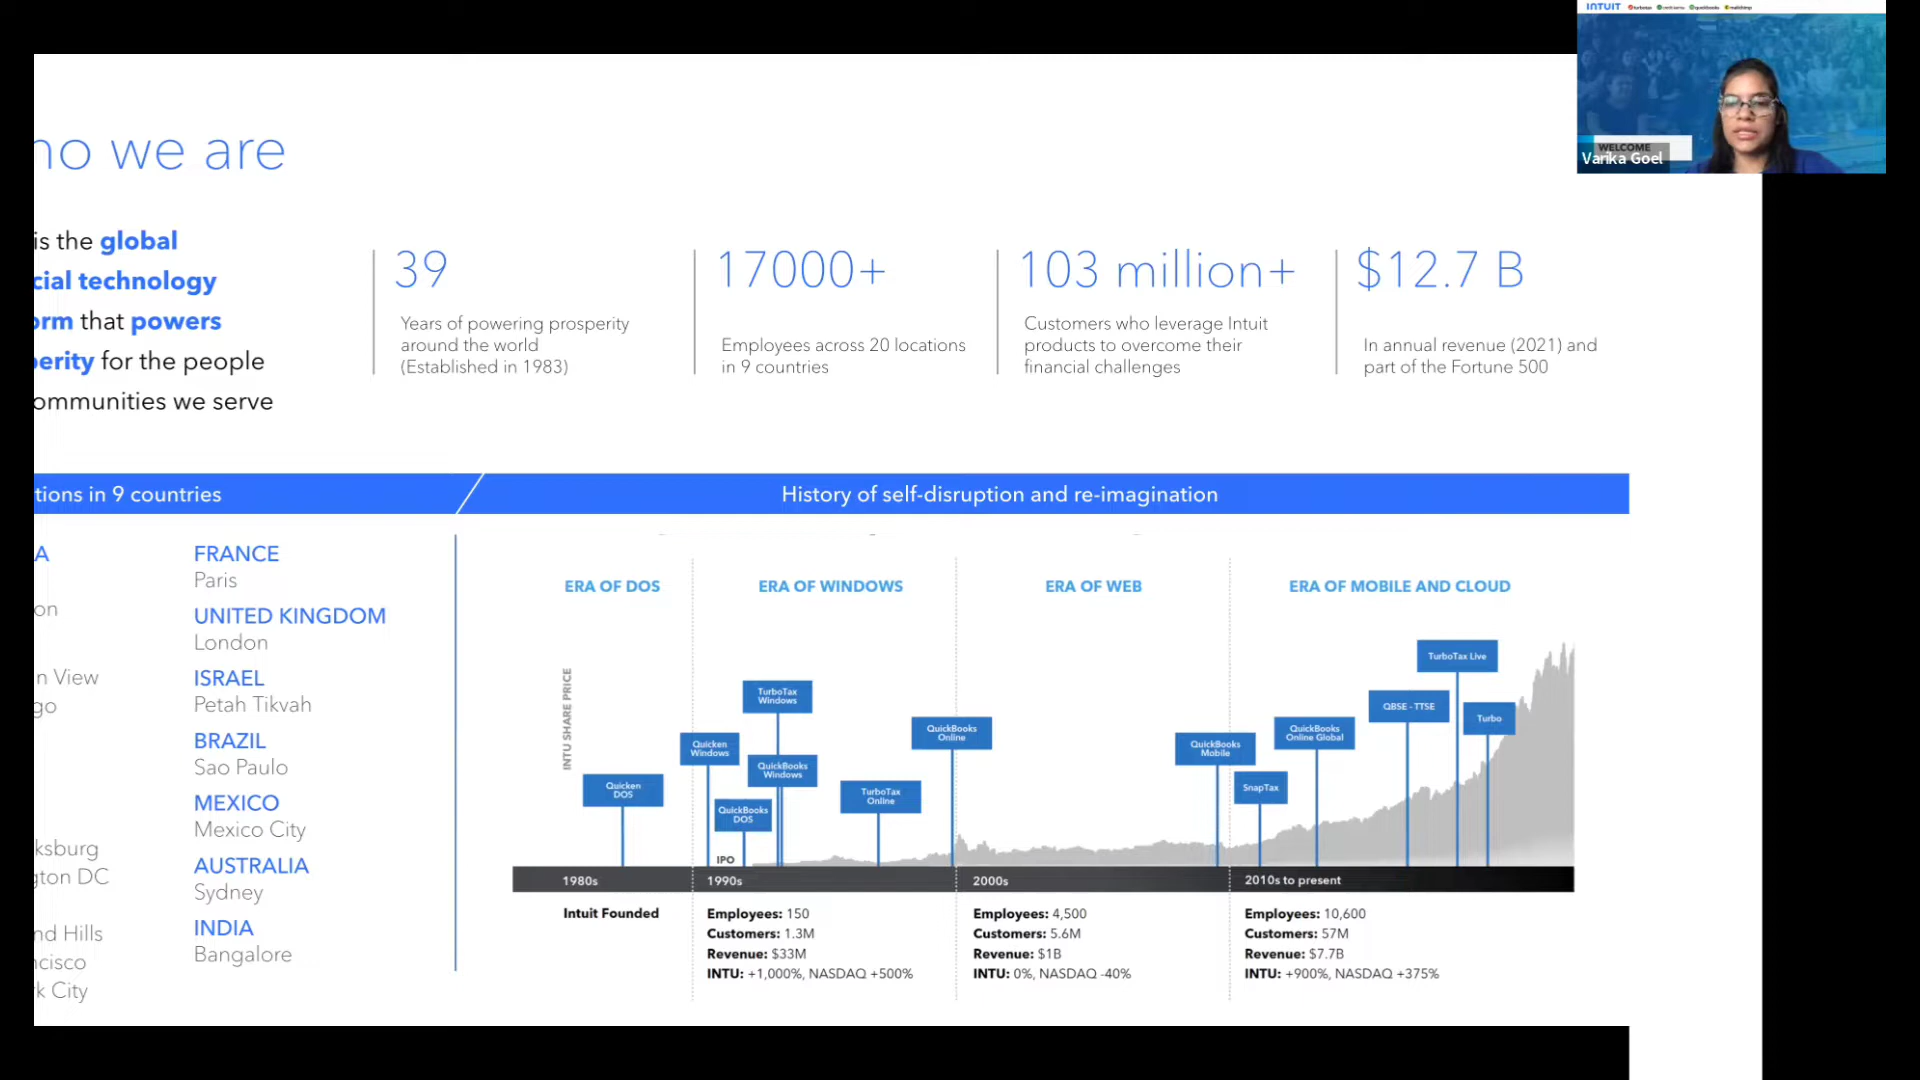 INTUIT turbotax creditkarma quickbooks mailchimp
WELCOME
Varika Goel
ho we are
is the global
cial technology
orm that powers
perity for the people
ommunities we serve
39
Years of powering prosperity
around the world
(Established in 1983)
17000+
Employees across 20 locations
in 9 countries
103 million+
Customers who leverage Intuit
products to overcome their
financial challenges
$12.7 B
In annual revenue (2021) and
part of the Fortune 500
tions in 9 countries
History of self-disruption and re-imagination
A
on
n View
go
ksburg
gton DC
nd Hills
ncisco
k City
FRANCE
Paris
UNITED KINGDOM
London
ISRAEL
Petah Tikvah
BRAZIL
Sao Paulo
MEXICO
Mexico City
AUSTRALIA
Sydney
INDIA
Bangalore
ERA OF DOS
ERA OF WINDOWS
ERA OF WEB
ERA OF MOBILE AND CLOUD
INTU SHARE PRICE
Quicken
DOS
Quicken
Windows
QuickBooks
DOS
TurboTax
Windows
QuickBooks
Windows
TurboTax
Online
QuickBooks
Online
QuickBooks
Mobile
SnapTax
QuickBooks
Online Global
QBSE - TTSE
TurboTax Live
Turbo
IPO
1980s
1990s
2000s
2010s to present
Intuit Founded
Employees: 150
Customers: 1.3M
Revenue: $33M
INTU: +1,000%, NASDAQ +500%
Employees: 4,500
Customers: 5.6M
Revenue: $1B
INTU: 0%, NASDAQ -40%
Employees: 10,600
Customers: 57M
Revenue: $7.7B
INTU: +900%, NASDAQ +375%